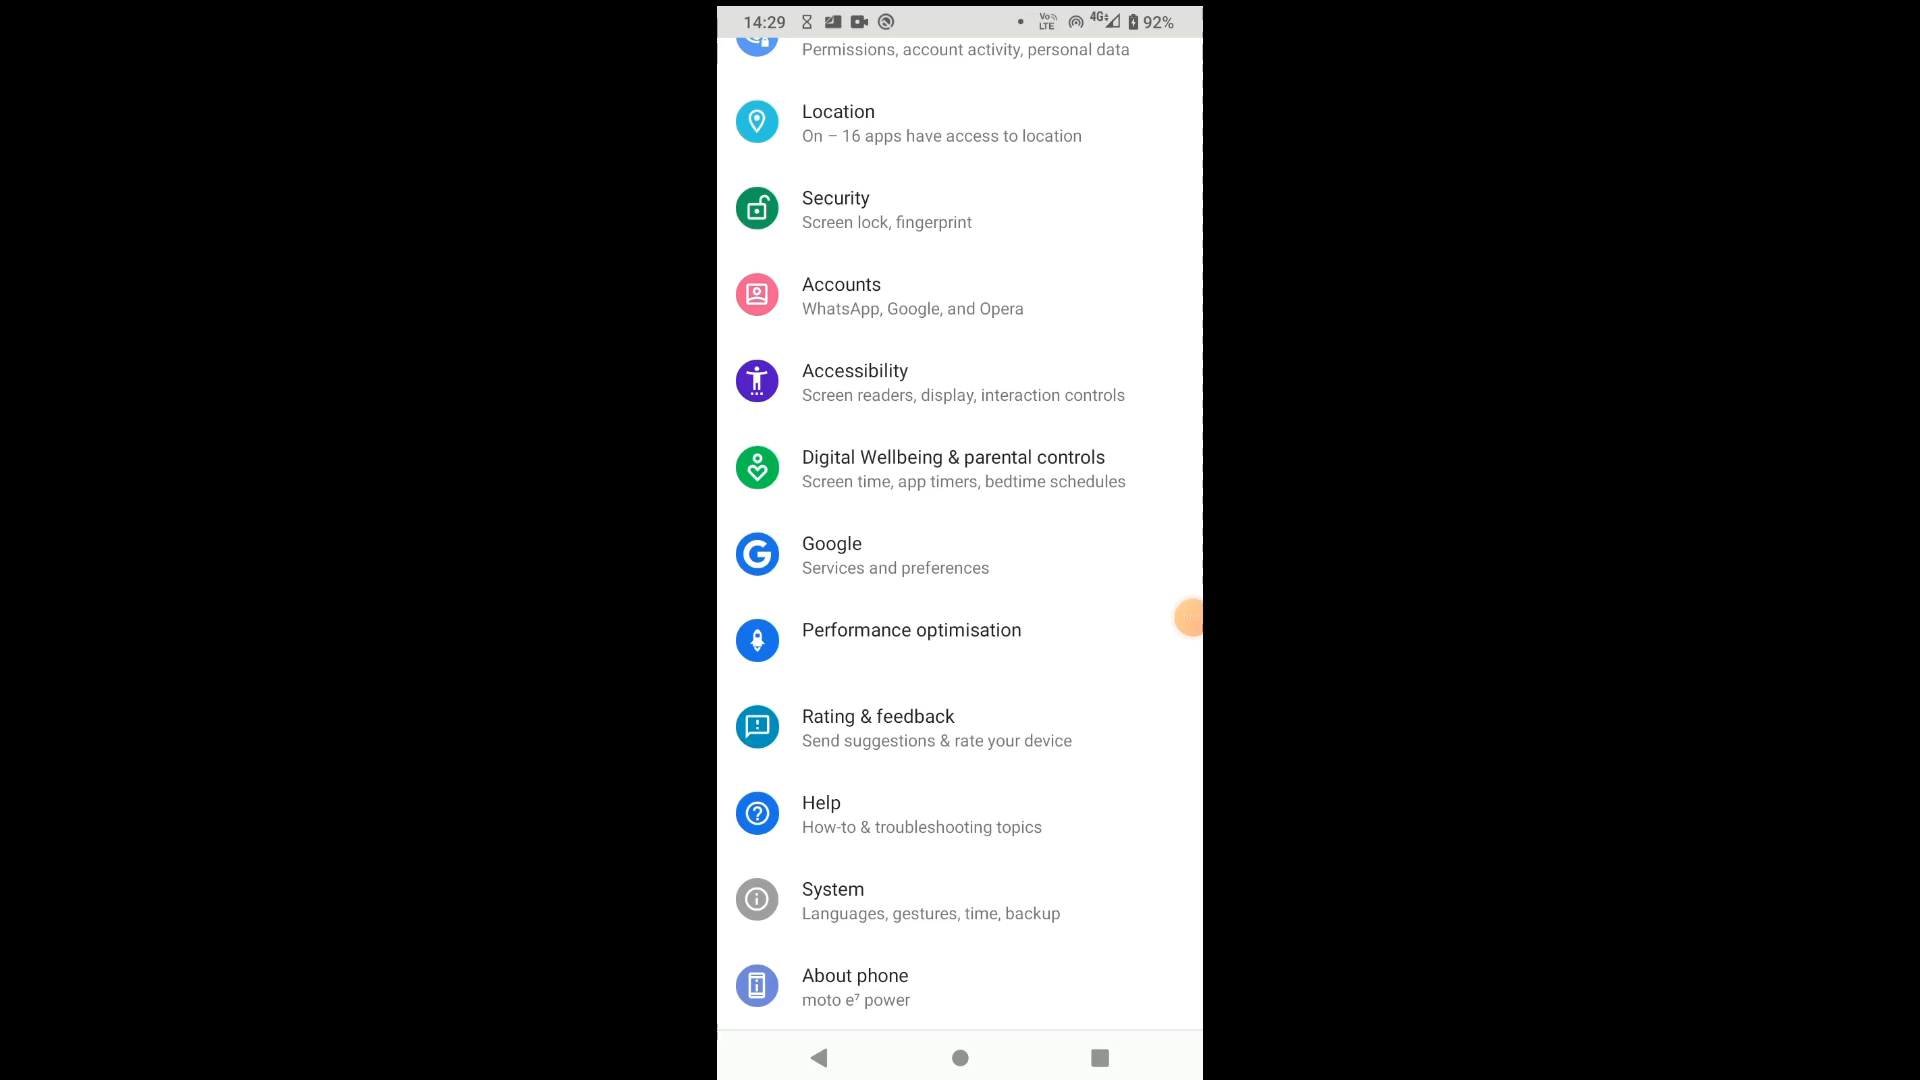 14:29 VoLTE 4G 92%
Permissions, account activity, personal data
Location
On – 16 apps have access to location
Security
Screen lock, fingerprint
Accounts
WhatsApp, Google, and Opera
Accessibility
Screen readers, display, interaction controls
Digital Wellbeing & parental controls
Screen time, app timers, bedtime schedules
Google
Services and preferences
Performance optimisation
Rating & feedback
Send suggestions & rate your device
Help
How-to & troubleshooting topics
System
Languages, gestures, time, backup
About phone
moto e⁷ power